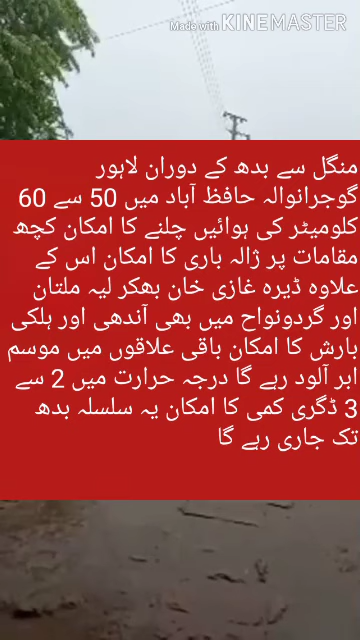 Made with KINEMASTER
منگل سے بدھ کے دوران لاہور
گوجرانوالہ حافظ آباد میں 50 سے 60
کلومیٹر کی ہوائیں چلنے کا امکان کچھ
مقامات پر ژالہ باری کا امکان اس کے
علاوہ ڈیرہ غازی خان بھکر لیہ ملتان
اور گردونواح میں بھی آندھی اور ہلکی
بارش کا امکان باقی علاقوں میں موسم
ابر آلود رہے گا درجہ حرارت میں 2 سے
3 ڈگری کمی کا امکان یہ سلسلہ بدھ
تک جاری رہے گا